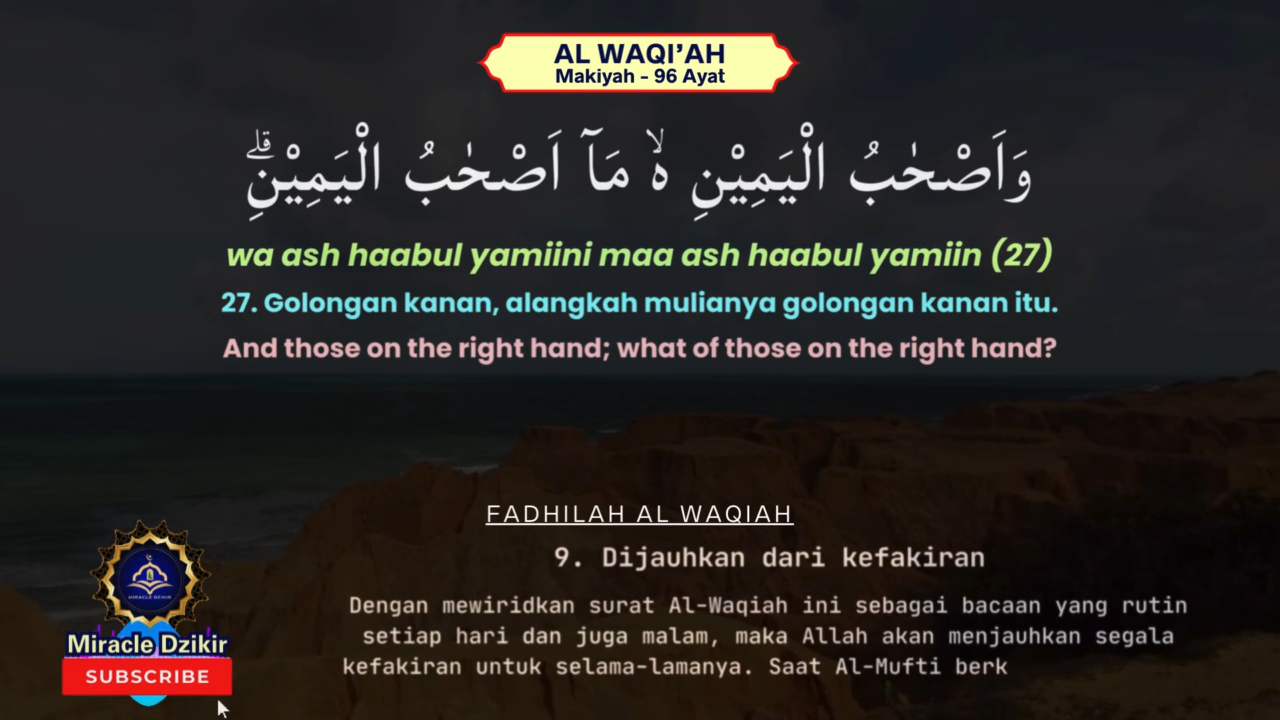 AL WAQI'AH
Makiyah - 96 Ayat
وَاَصْحٰبُ الْيَمِيْنِ ەۙ مَآ اَصْحٰبُ الْيَمِيْنِۗ
wa ash haabul yamiini maa ash haabul yamiin (27)
27. Golongan kanan, alangkah mulianya golongan kanan itu.
And those on the right hand; what of those on the right hand?
FADHILAH AL WAQIAH
9. Dijauhkan dari kefakiran
Dengan mewiridkan surat Al-Waqiah ini sebagai bacaan yang rutin
setiap hari dan juga malam, maka Allah akan menjauhkan segala
kefakiran untuk selama-lamanya. Saat Al-Mufti berk
MIRACLE DZIKIR
Miracle Dzikir
SUBSCRIBE